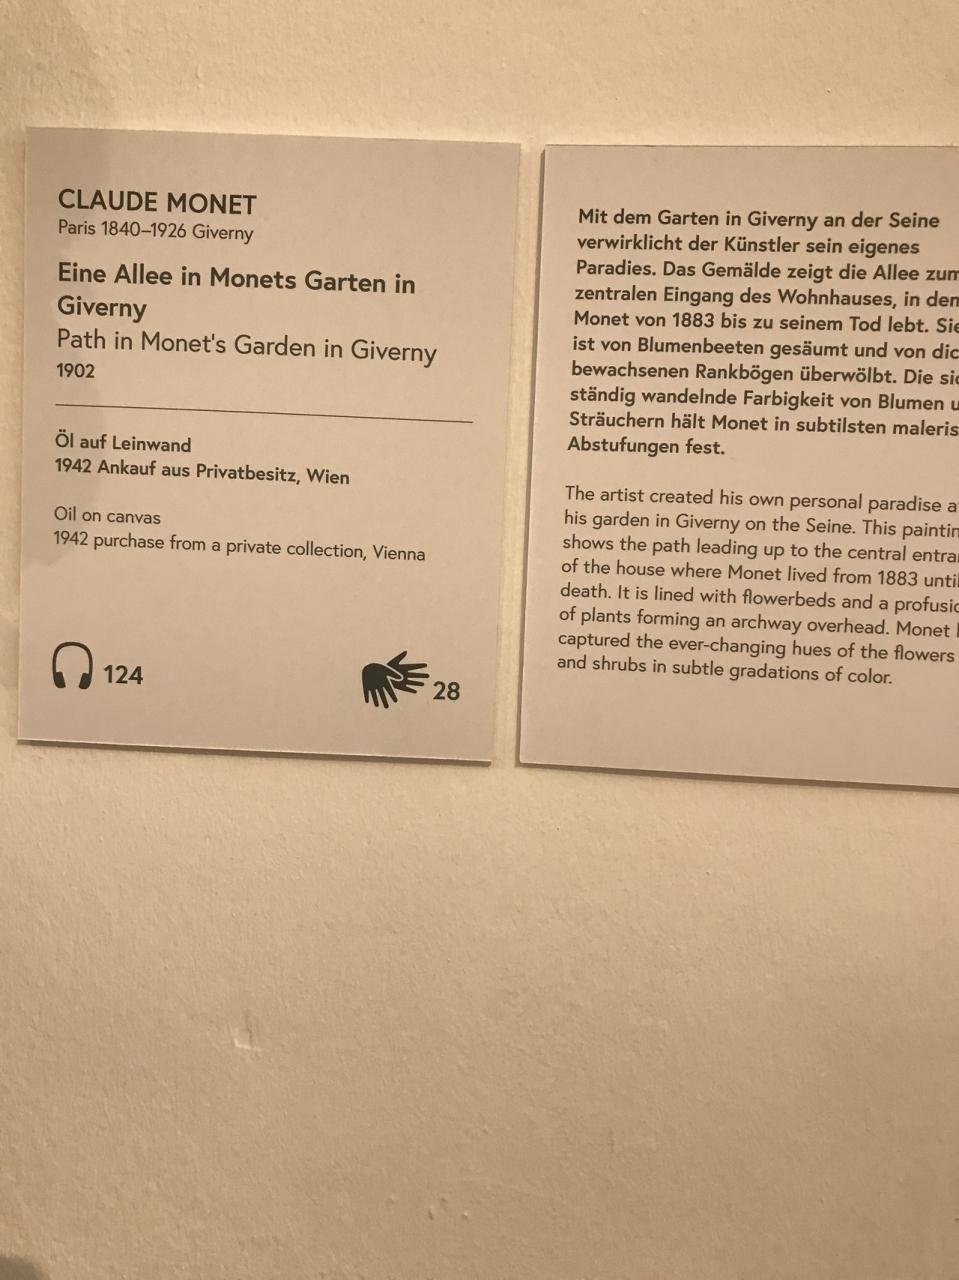 CLAUDE MONET
Paris 1840–1926 Giverny
Eine Allee in Monets Garten in
Giverny
Path in Monet's Garden in Giverny
1902
Öl auf Leinwand
1942 Ankauf aus Privatbesitz, Wien
Oil on canvas
1942 purchase from a private collection, Vienna
124
28
Mit dem Garten in Giverny an der Seine
verwirklicht der Künstler sein eigenes
Paradies. Das Gemälde zeigt die Allee zum
zentralen Eingang des Wohnhauses, in dem
Monet von 1883 bis zu seinem Tod lebt. Sie
ist von Blumenbeeten gesäumt und von
bewachsenen Rankbögen überwölbt. Die
ständig wandelnde Farbigkeit von Blumen
Sträuchern hält Monet in subtilsten
Abstufungen fest.
The artist created his own personal paradise
his garden in Giverny on the Seine. This
shows the path leading up to the central
of the house where Monet lived from 1883 until
death. It is lined with flowerbeds and a
of plants forming an archway overhead. Monet
captured the ever-changing hues of the flowers
and shrubs in subtle gradations of color.